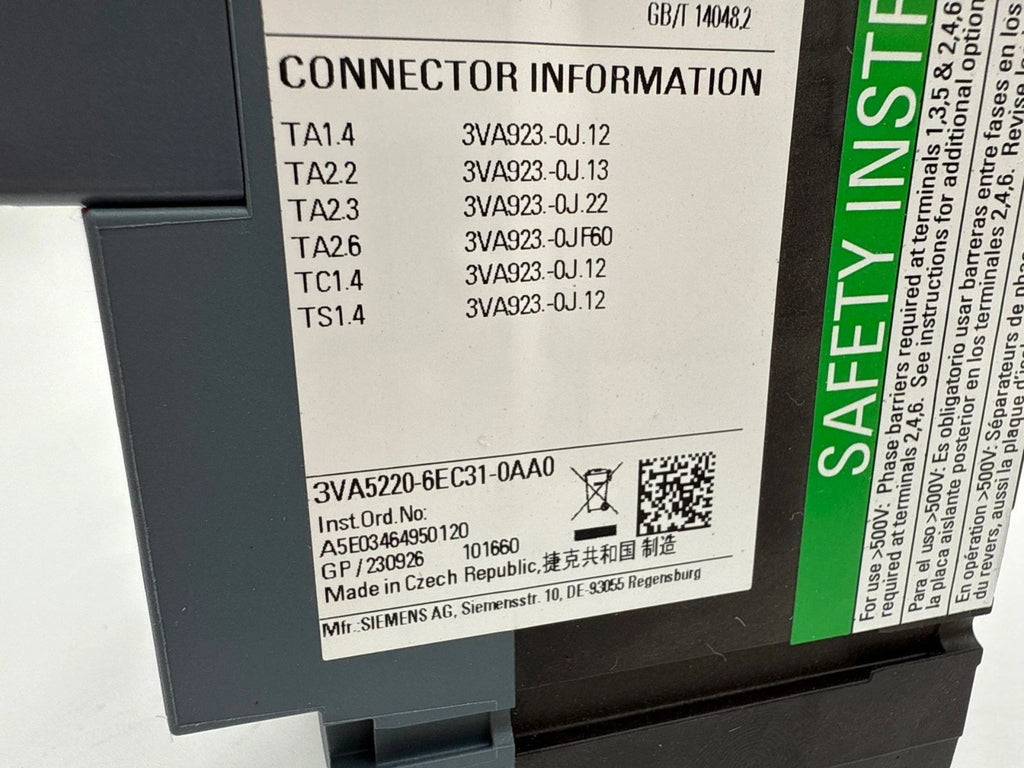 GB/T 14048.2
CONNECTOR INFORMATION
TA1.4 3VA923.-0J.12
TA2.2 3VA923.-0J.13
TA2.3 3VA923.-0J.22
TA2.6 3VA923.-0JF60
TC1.4 3VA923.-0J.12
TS1.4 3VA923.-0J.12
3VA5220-6EC31-0AA0
Inst.Ord.No:
A5E03464950120
GP / 230926 101660
Made in Czech Republic,捷克共和国 制造
Mfr.:SIEMENS AG, Siemensstr. 10, DE-93055 Regensburg
SAFETY INSTR
For use >500V: Phase barriers required at terminals 1,3,5 & 2,4,6
required at terminals 2,4,6. See instructions for additional option
Para el uso >500V: Es obligatorio usar barreras entre fases en los
la placa aislante posterior en los terminales 2,4,6. Revise
En opération >500V: Séparateurs de phases
du revers, aussi la plaque